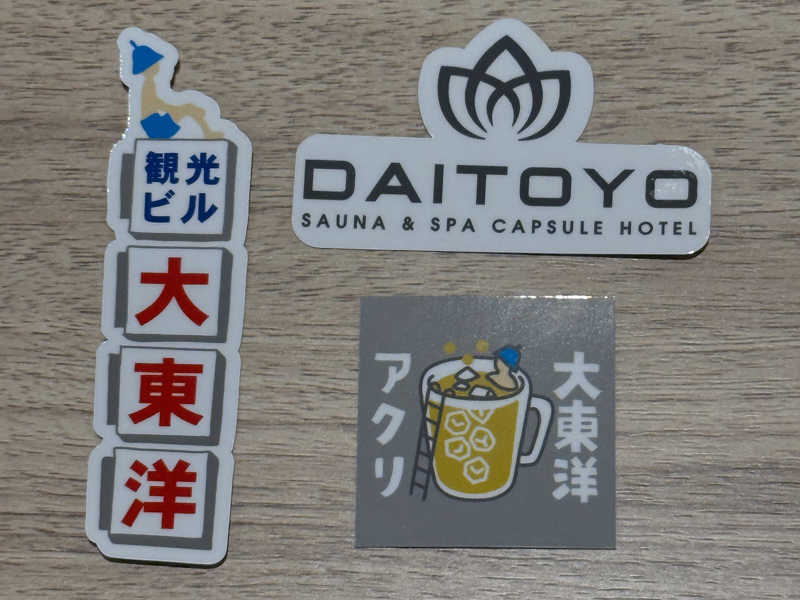 観光
ビル
大
東
洋
DAITOYO
SAUNA & SPA CAPSULE HOTEL
大東洋
アクリ